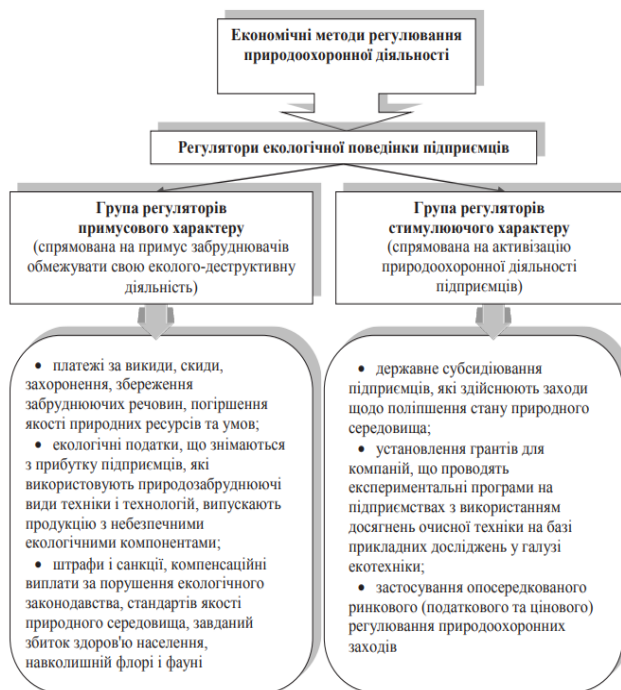 Економічні методи регулювання
природоохоронної діяльності
Регулятори екологічної поведінки підприємців
Група регуляторів
примусового характеру
(спрямована на примус забруднювачів
обмежувати свою еколого-деструктивну
діяльність)
Група регуляторів
стимулюючого характеру
(спрямована на активізацію
природоохоронної діяльності
підприємців)
• платежі за викиди, скиди,
захоронення, збереження
забруднюючих речовин, погіршення
якості природних ресурсів та умов;
• екологічні податки, що знімаються
з прибутку підприємців, які
використовують природозабруднюючі
види техніки і технологій, випускають
продукцію з небезпечними
екологічними компонентами;
• штрафи і санкції, компенсаційні
виплати за порушення екологічного
законодавства, стандартів якості
природного середовища, завданий
збиток здоров'ю населення,
навколишній флорі і фауні
• державне субсидіювання
підприємців, які здійснюють заходи
щодо поліпшення стану природного
середовища;
• установлення грантів для
компаній, що проводять
експериментальні програми на
підприємствах з використанням
досягнень очисної техніки на базі
прикладних досліджень у галузі
екотехніки;
• застосування опосередкованого
ринкового (податкового та цінового)
регулювання природоохоронних
заходів